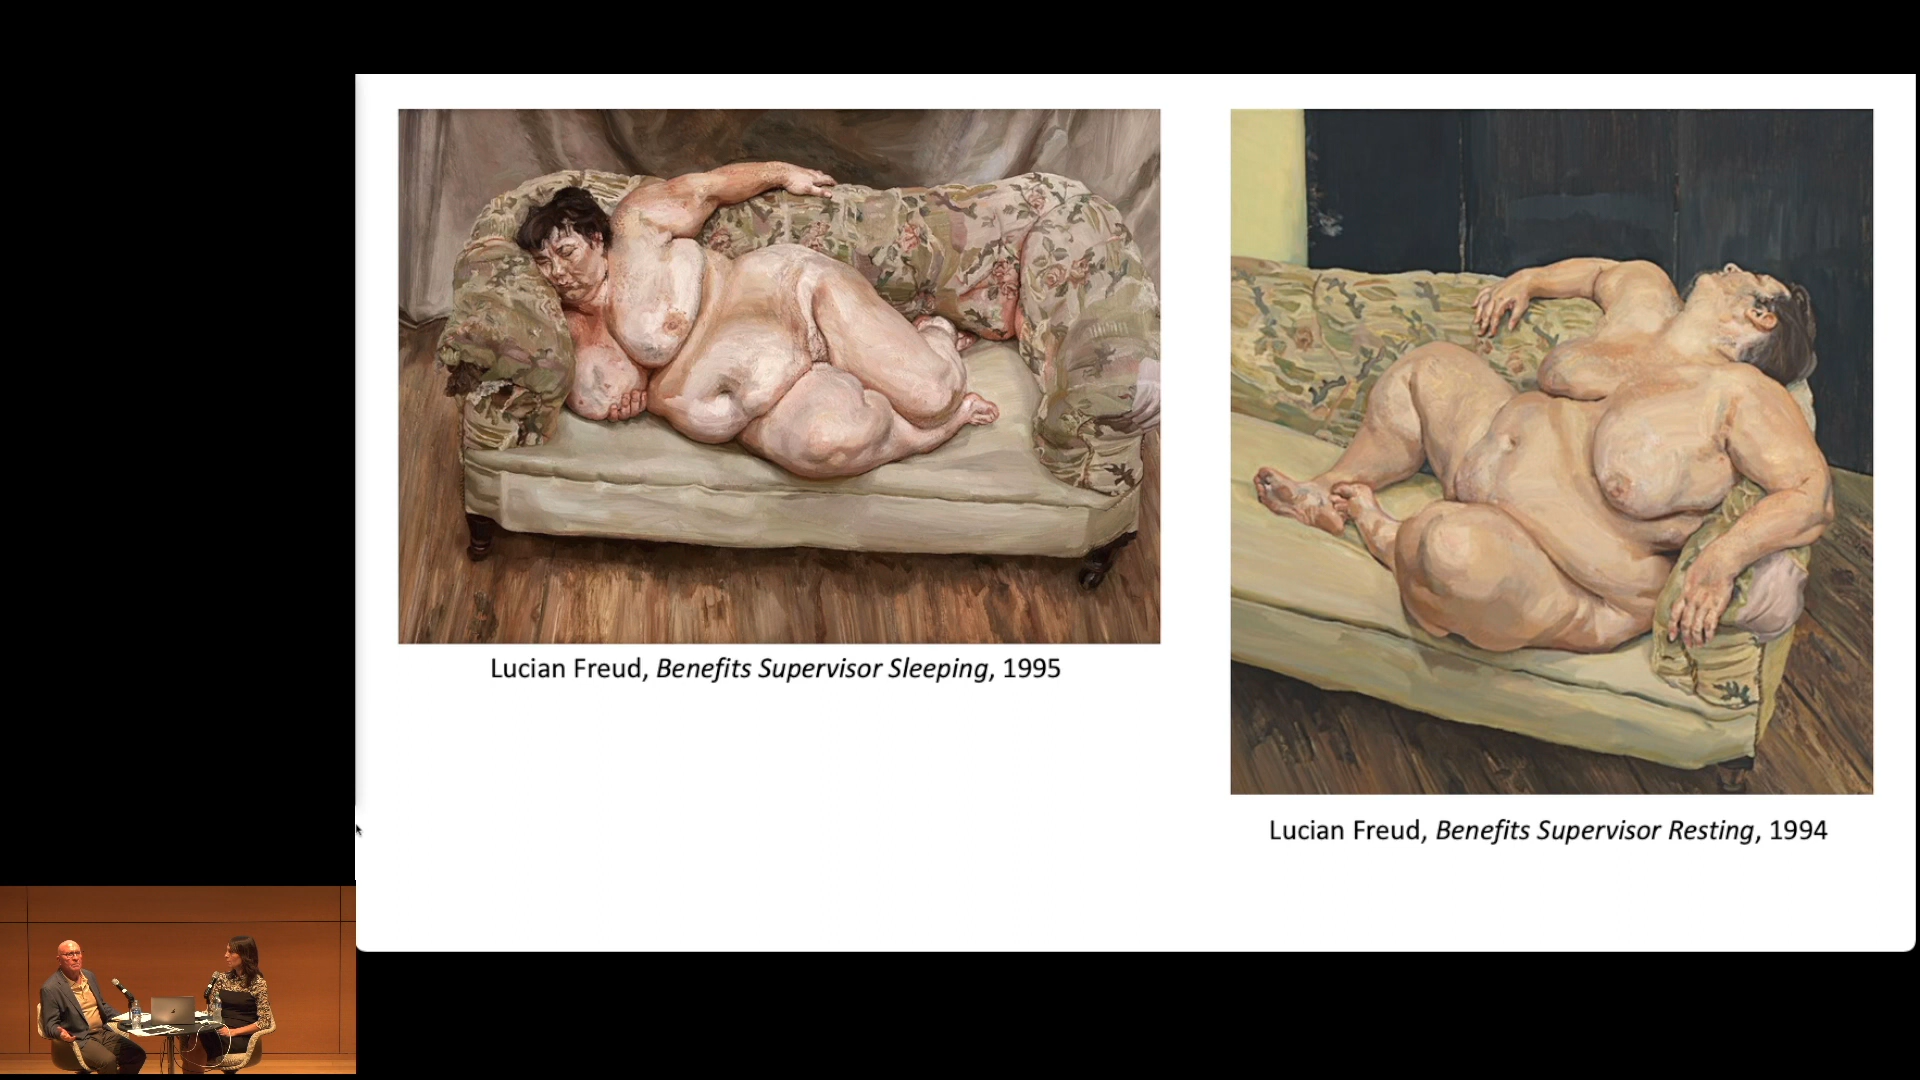 Lucian Freud, Benefits Supervisor Sleeping, 1995
Lucian Freud, Benefits Supervisor Resting, 1994